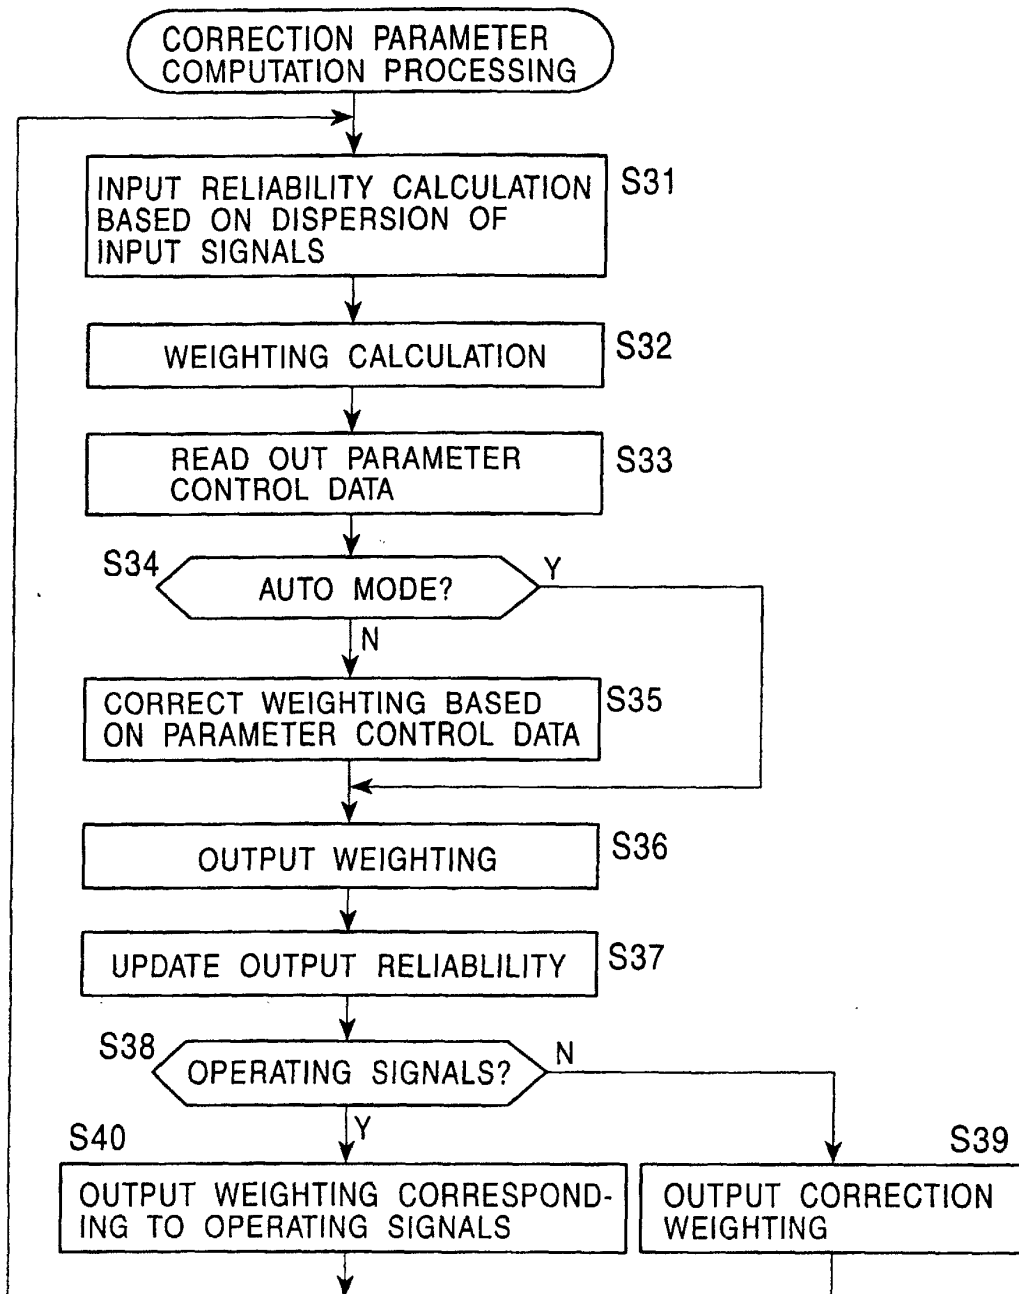 CORRECTION PARAMETER
COMPUTATION PROCESSING
INPUT RELIABILITY CALCULATION
BASED ON DISPERSION OF
INPUT SIGNALS
S31
WEIGHTING CALCULATION
S32
READ OUT PARAMETER
CONTROL DATA
S33
S34
AUTO MODE?
Y
N
CORRECT WEIGHTING BASED
ON PARAMETER CONTROL DATA
S35
OUTPUT WEIGHTING
S36
UPDATE OUTPUT RELIABLILITY
S37
S38
OPERATING SIGNALS?
N
Y
S40
OUTPUT WEIGHTING CORRESPOND-
ING TO OPERATING SIGNALS
S39
OUTPUT CORRECTION
WEIGHTING